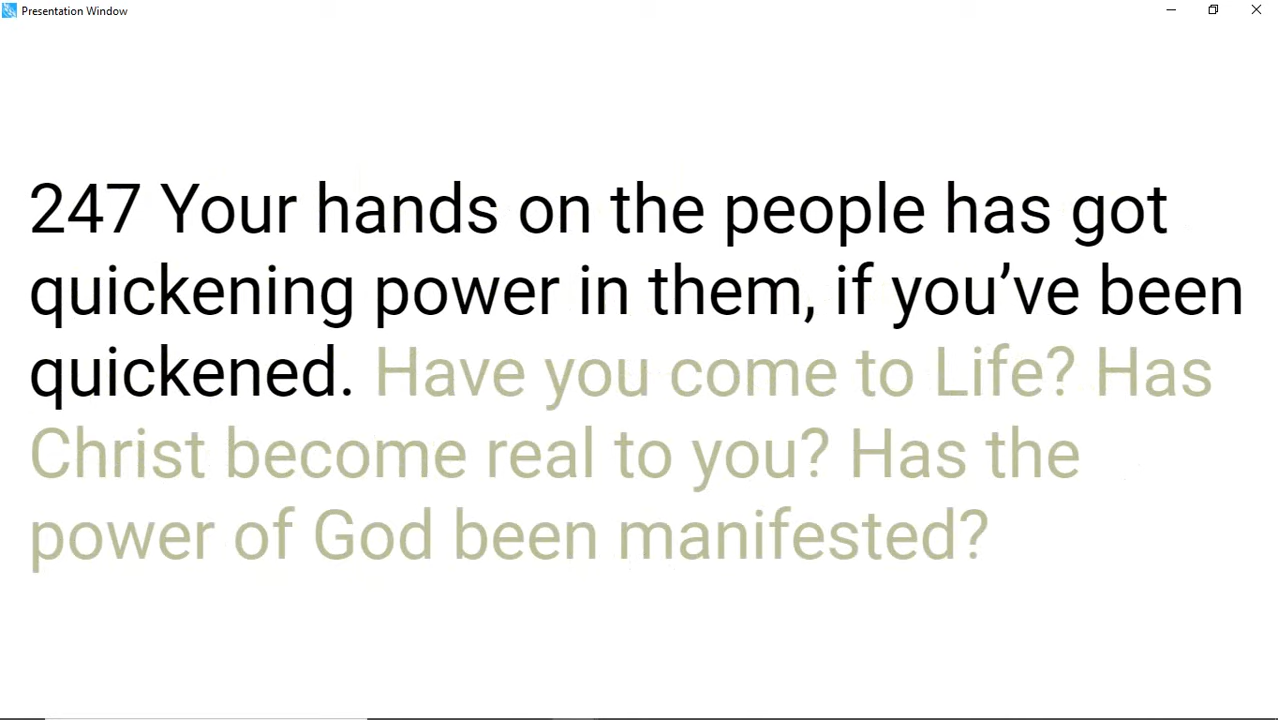 Presentation Window
247 Your hands on the people has got
quickening power in them, if you’ve been
quickened. Have you come to Life? Has
Christ become real to you? Has the
power of God been manifested?